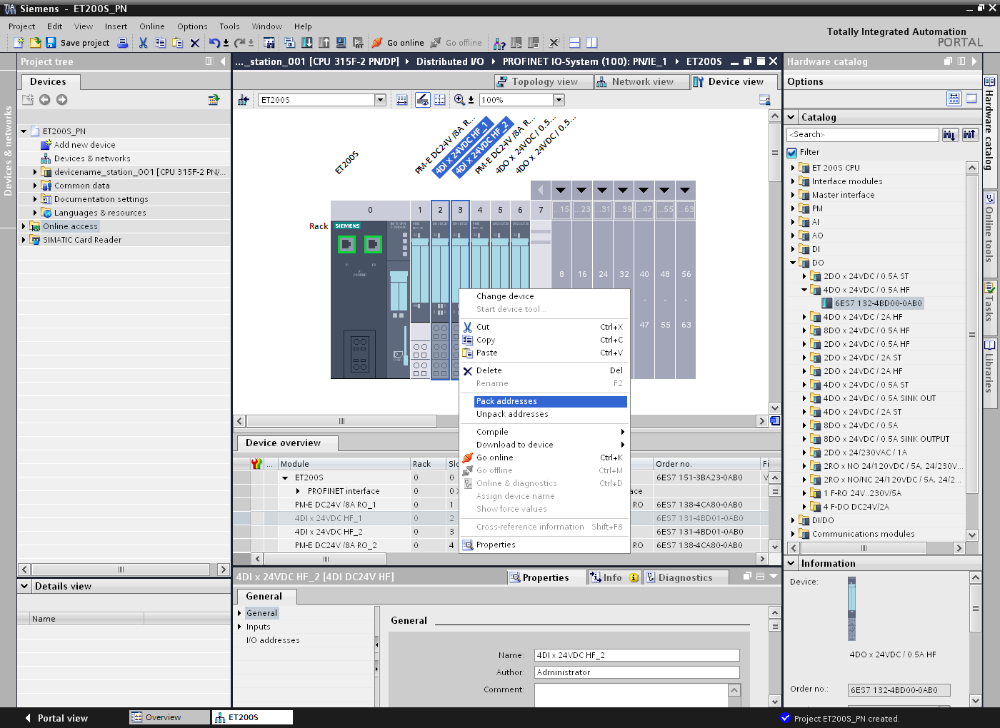 Siemens - ET200S_PN
Project Edit View Insert Online Options Tools Window Help
Save project Go online Go offline
Totally Integrated Automation
PORTAL
Project tree
Devices
Devices & networks
ET200S_PN
Add new device
Devices & networks
devicename_station_001 [CPU 315F-2 PN/...
Common data
Documentation settings
Languages & resources
Online access
SIMATIC Card Reader
Details view
Name
..._station_001 [CPU 315F-2 PN/DP] Distributed I/O PROFINET IO-System (100): PN/IE_1 ET200S
Topology view Network view Device view
ET200S 100%
ET200S
PM-E DC24V /8A R...
4DI x 24VDC HF_1
4DI x 24VDC HF_2
PM-E DC24V /8A R...
4DO x 24VDC / 0.5...
4DO x 24VDC / 0.5...
0 1 2 3 4 5 6 7 ...15 ...23 ...31 ...39 ...47 ...55 ...63
Rack
SIEMENS
8 16 24 32 40 48 56
- - -
47 55 63
Change device
Start device tool...
Cut Ctrl+X
Copy Ctrl+C
Paste Ctrl+V
Delete Del
Rename F2
Pack addresses
Unpack addresses
Compile
Download to device
Go online Ctrl+K
Go offline Ctrl+M
Online & diagnostics Ctrl+D
Assign device name
Show force values
Cross-reference information Shift+F8
Properties
Device overview
... Module Rack Slo Order no. Fi
ET200S 0 0 6ES7 151-3BA23-0AB0 V
PROFINET interface 0 0 X ace
PM-E DC24V /8A RO_1 0 1 RO 6ES7 138-4CA80-0AB0
4DI x 24VDC HF_1 0 2 6ES7 131-4BD01-0AB0
4DI x 24VDC HF_2 0 3 6ES7 131-4BD01-0AB0
PM-E DC24V /8A RO_2 0 4 RO 6ES7 138-4CA80-0AB0
4DI x 24VDC HF_2 [4DI DC24V HF]
Properties Info Diagnostics
General
General
Inputs
I/O addresses
General
Name: 4DI x 24VDC HF_2
Author: Administrator
Comment:
Hardware catalog
Options
Catalog
<Search>
Filter
ET 200S CPU
Interface modules
Master interface
PM
AI
AO
DI
DO
2DO x 24VDC / 0.5A ST
4DO x 24VDC / 0.5A HF
6ES7 132-4BD00-0AB0
4DO x 24VDC / 2A HF
8DO x 24VDC / 0.5A HF
2DO x 24VDC / 0.5A HF
2DO x 24VDC / 2A ST
2DO x 24VDC / 2A HF
4DO x 24VDC / 0.5A ST
4DO x 24VDC / 0.5A SINK OUT
4DO x 24VDC / 2A ST
8DO x 24VDC / 0.5A
8DO x 24VDC / 0.5A SINK OUTPUT
2DO x 24/230VAC / 1A
2RO x NO 24/120VDC / 5A, 24/230V...
2RO x NO/NC 24/120VDC / 5A, 24/2...
1 F-RO 24V..230V/5A
4 F-DO DC24V/2A
DI/DO
Communications modules
Information
Device:
4DO x 24VDC / 0.5A HF
Order no.: 6ES7 132-4BD00-0AB0
Hardware catalog
Online tools
Tasks
Libraries
Portal view Overview ET200S Project ET200S_PN created.